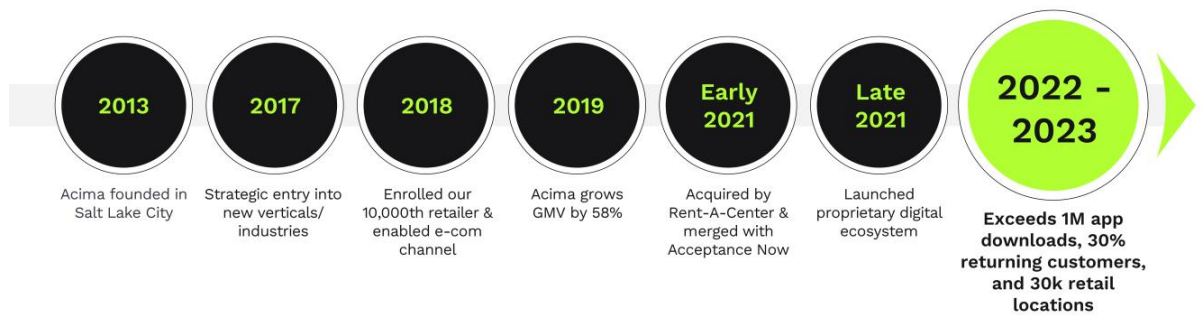 2013
Acima founded in
Salt Lake City
2017
Strategic entry into
new verticals/
industries
2018
Enrolled our
10,000th retailer &
enabled e-com
channel
2019
Acima grows
GMV by 58%
Early
2021
Acquired by
Rent-A-Center &
merged with
Acceptance Now
Late
2021
Launched
proprietary digital
ecosystem
2022 -
2023
Exceeds 1M app
downloads, 30%
returning customers,
and 30k retail
locations